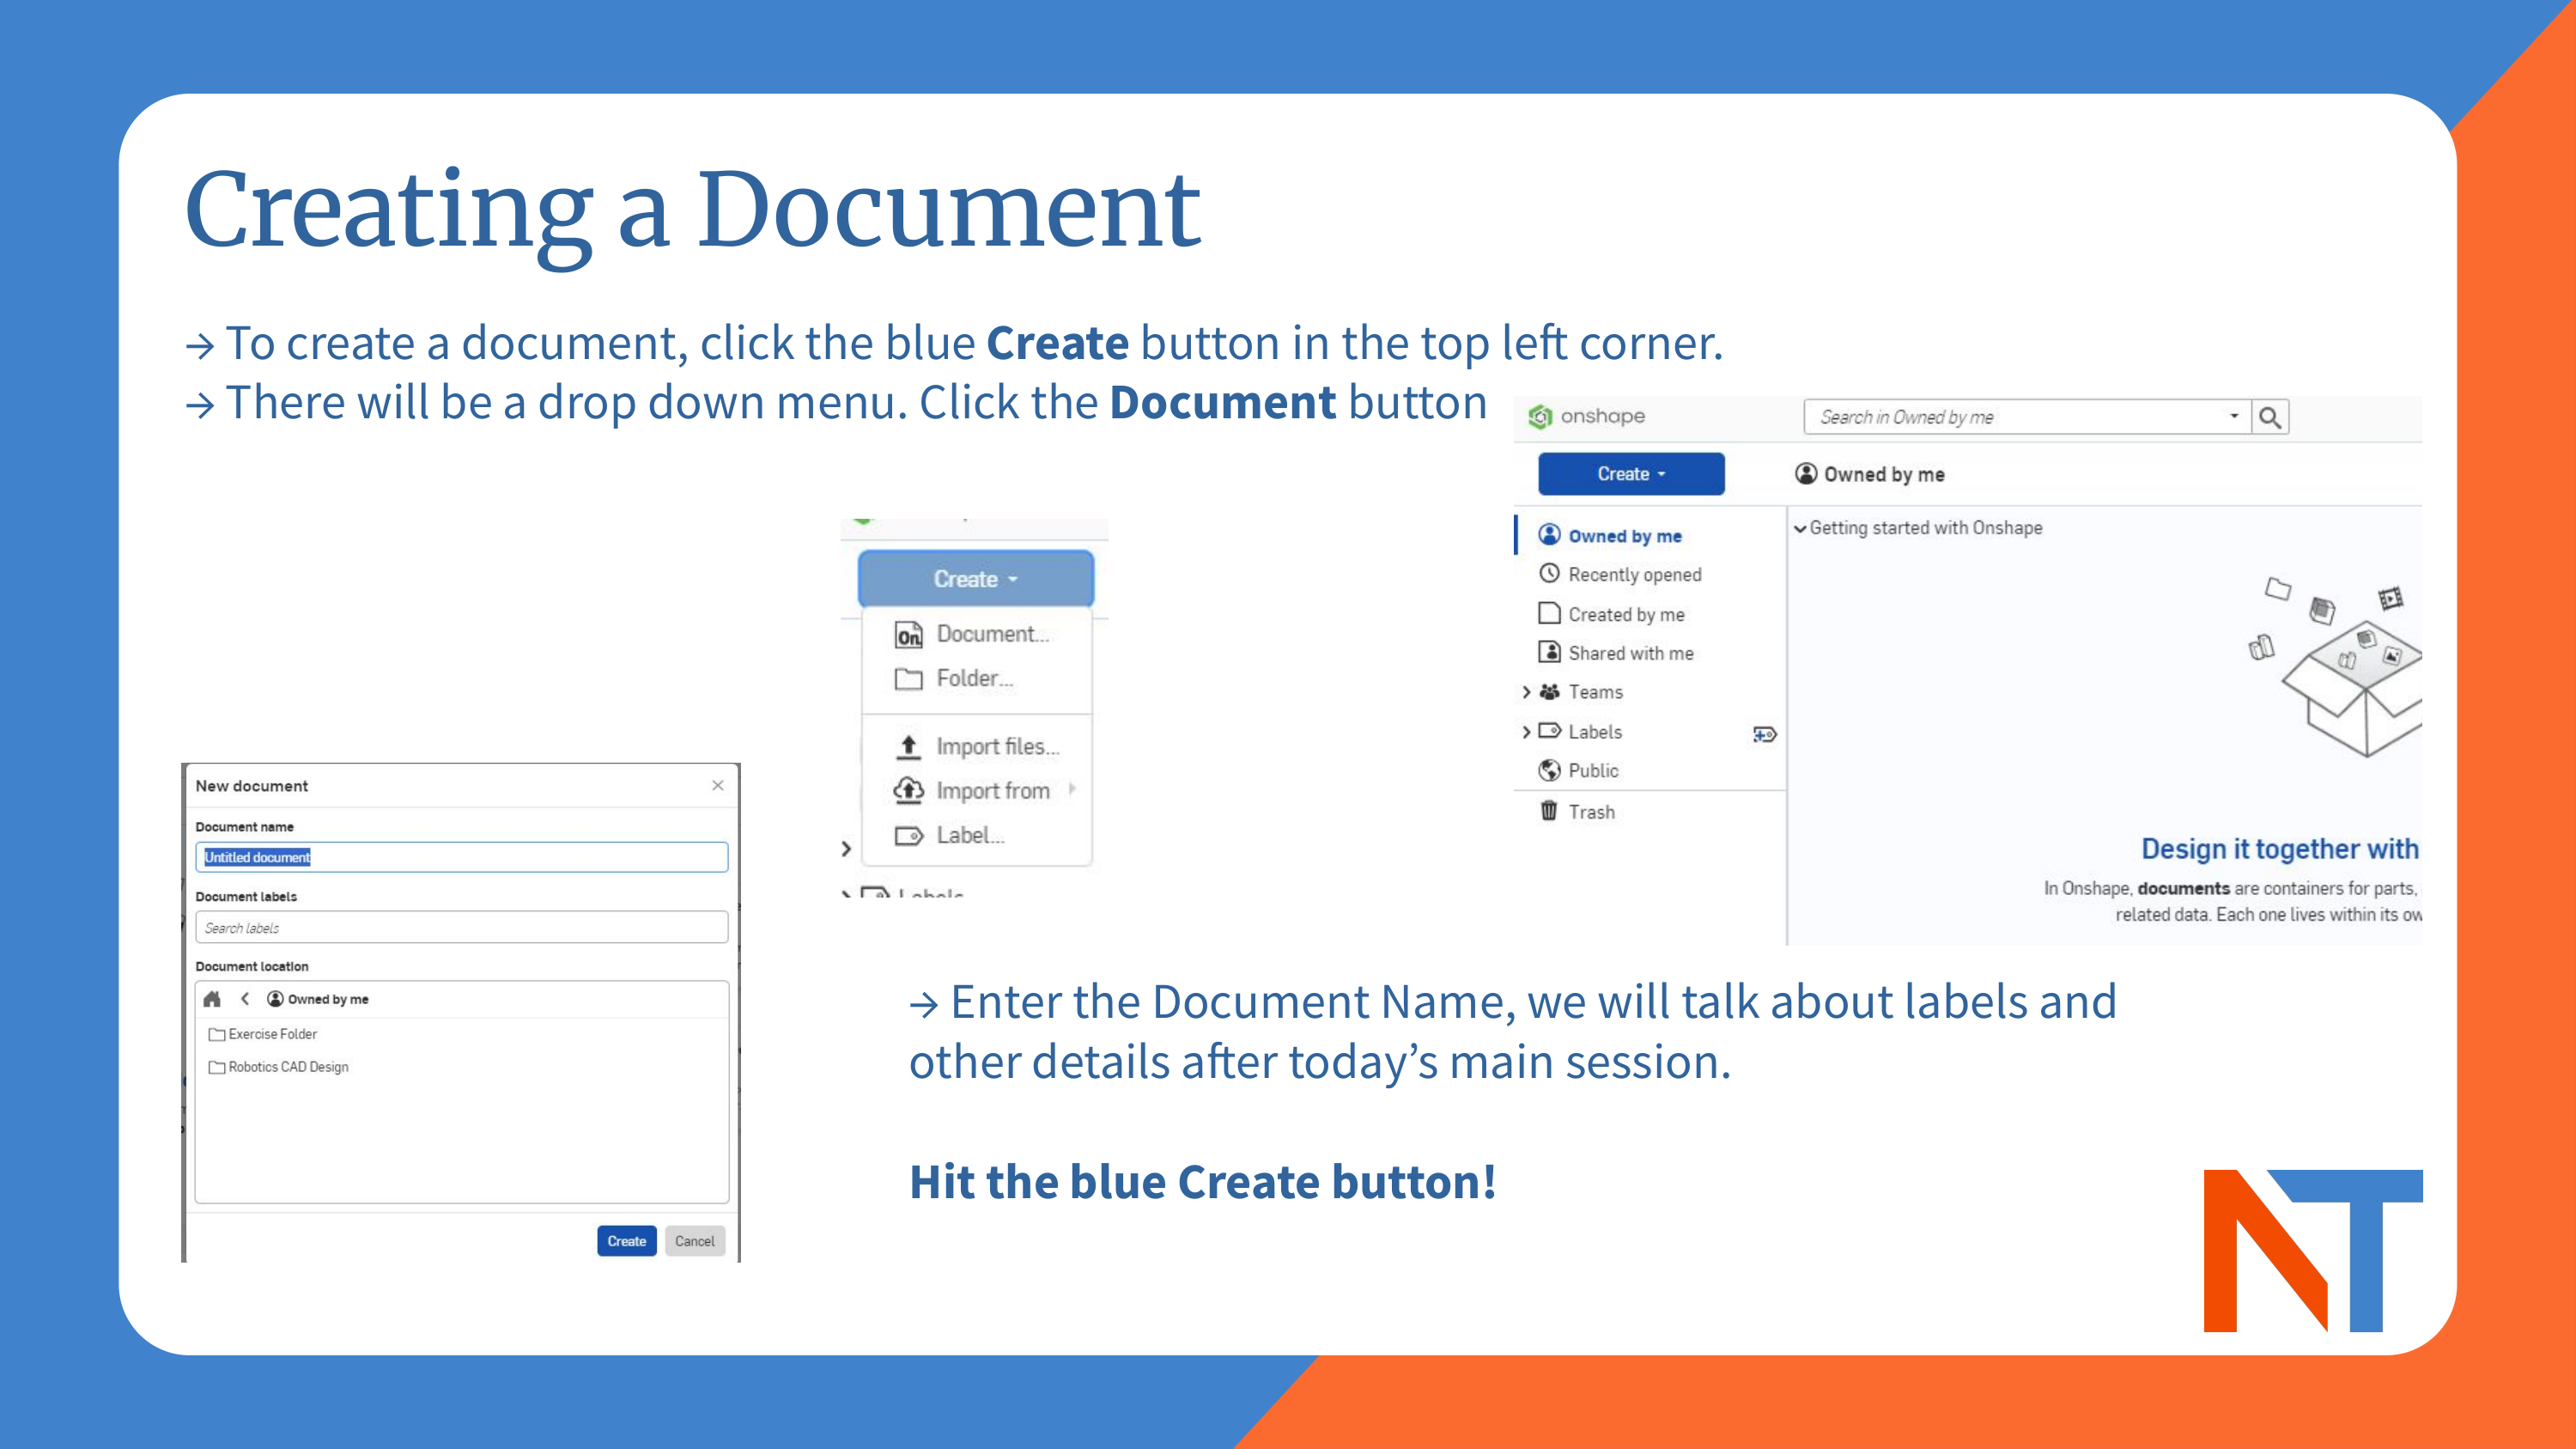 Creating a Document
→ To create a document, click the blue Create button in the top left corner.
→ There will be a drop down menu. Click the Document button
onshape
Search in Owned by me
Create
Owned by me
Owned by me
Recently opened
Created by me
Shared with me
Teams
Labels
Public
Trash
Getting started with Onshape
Design it together with
In Onshape, documents are containers for parts,
related data. Each one lives within its ow
Create
On
Document...
Folder...
Import files...
Import from
Label...
Labels
New document
Document name
Untitled document
Document labels
Search labels
Document location
Owned by me
Exercise Folder
Robotics CAD Design
Create
Cancel
→ Enter the Document Name, we will talk about labels and
other details after today’s main session.
Hit the blue Create button!
NT